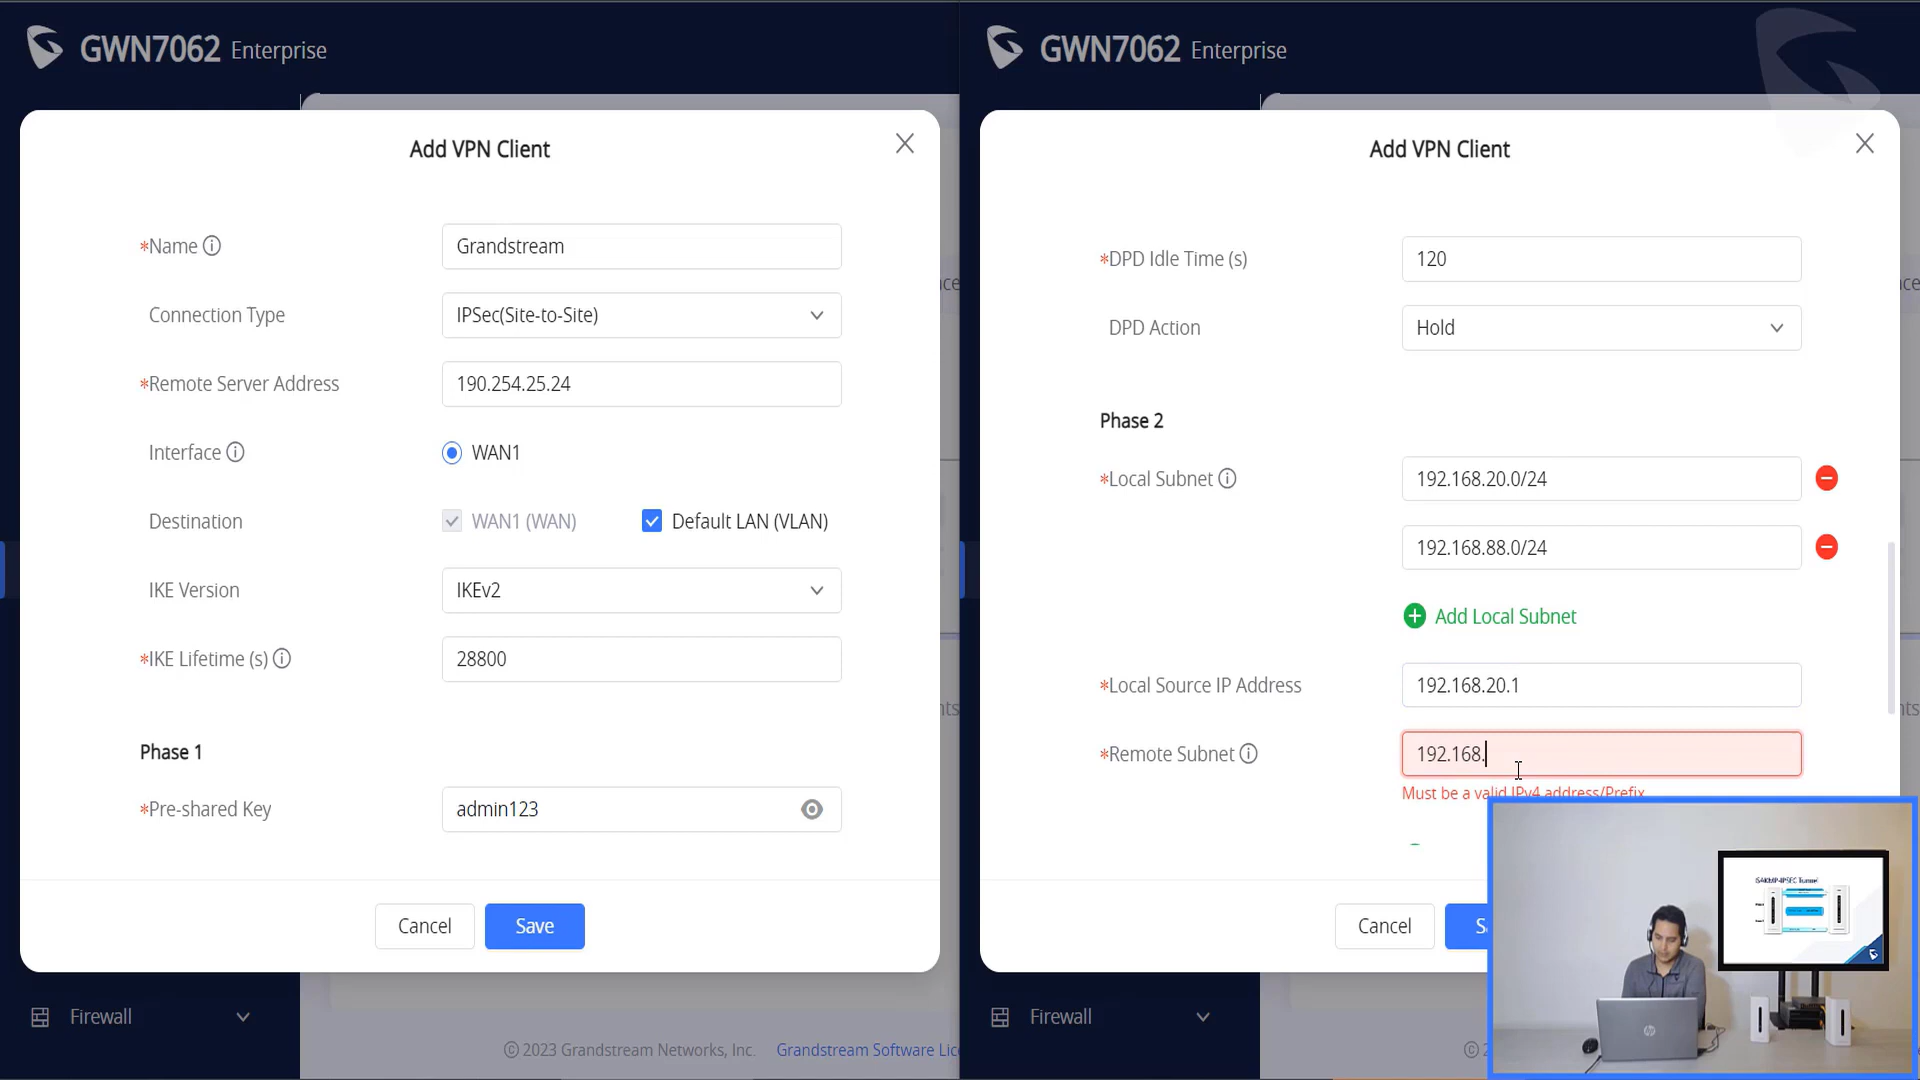 GWN7062 Enterprise
Add VPN Client
*Name
Grandstream
Connection Type
IPSec(Site-to-Site)
*Remote Server Address
190.254.25.24
Interface
WAN1
Destination
WAN1 (WAN)
Default LAN (VLAN)
IKE Version
IKEv2
*IKE Lifetime (s)
28800
Phase 1
*Pre-shared Key
admin123
Cancel
Save
Firewall
© 2023 Grandstream Networks, Inc.
Grandstream Software Lic
GWN7062 Enterprise
Add VPN Client
*DPD Idle Time (s)
120
DPD Action
Hold
Phase 2
*Local Subnet
192.168.20.0/24
192.168.88.0/24
Add Local Subnet
*Local Source IP Address
192.168.20.1
*Remote Subnet
192.168.
Must be a valid IPv4 address/Prefix
Cancel
Firewall
©
Tunnel
hp